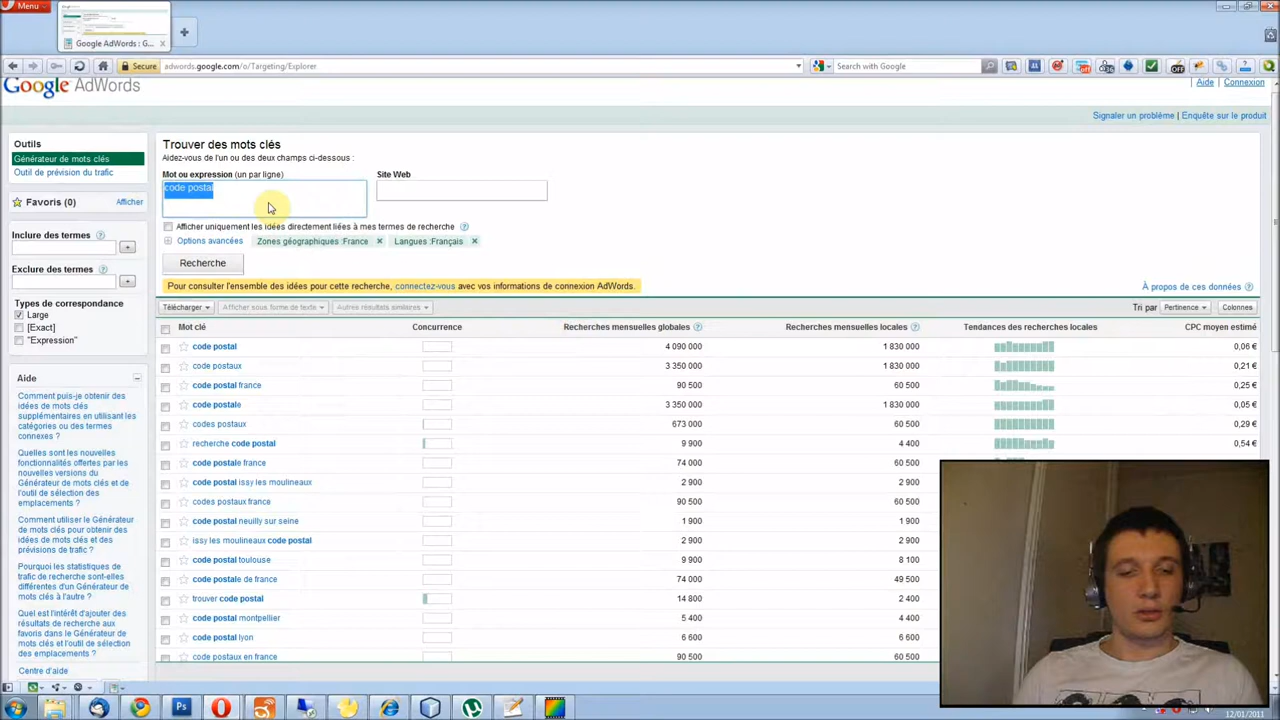 Menu
Google AdWords : G...
Secure adwords.google.com/o/Targeting/Explorer
Search with Google
Google AdWords
Aide | Connexion
Signaler un problème | Enquête sur le produit
Outils
Générateur de mots clés
Outil de prévision du trafic
Favoris (0) Afficher
Inclure des termes
Exclure des termes
Types de correspondance
Large
[Exact]
"Expression"
Aide
Comment puis-je obtenir des
idées de mots clés
supplémentaires en utilisant les
catégories ou des termes
connexes ?
Quelles sont les nouvelles
fonctionnalités offertes par les
nouvelles versions du
Générateur de mots clés et de
l'outil de sélection des
emplacements ?
Comment utiliser le Générateur
de mots clés pour obtenir des
idées de mots clés et des
prévisions de trafic ?
Pourquoi les statistiques de
trafic de recherche sont-elles
différentes d'un Générateur de
mots clés à l'autre ?
Quel est l'intérêt d'ajouter des
résultats de recherche aux
favoris dans le Générateur de
mots clés et l'outil de sélection
des emplacements ?
Centre d'aide
Trouver des mots clés
Aidez-vous de l'un ou des deux champs ci-dessous :
Mot ou expression (un par ligne) Site Web
code postal
Afficher uniquement les idées directement liées à mes termes de recherche
Options avancées Zones géographiques :France × Langues :Français ×
Recherche
Pour consulter l'ensemble des idées pour cette recherche, connectez-vous avec vos informations de connexion AdWords.
À propos de ces données
Télécharger Afficher sous forme de texte Autres résultats similaires Tri par Pertinence Colonnes
Mot clé Concurrence Recherches mensuelles globales Recherches mensuelles locales Tendances des recherches locales CPC moyen estimé
code postal 4 090 000 1 830 000 0,06 €
code postaux 3 350 000 1 830 000 0,21 €
code postal france 90 500 60 500 0,25 €
code postale 3 350 000 1 830 000 0,05 €
codes postaux 673 000 60 500 0,29 €
recherche code postal 9 900 4 400 0,54 €
code postale france 74 000 60 500
code postal issy les moulineaux 2 900 2 900
codes postaux france 90 500 60 500
code postal neuilly sur seine 1 900 1 900
issy les moulineaux code postal 2 900 2 900
code postal toulouse 9 900 8 100
code postale de france 74 000 49 500
trouver code postal 14 800 2 400
code postal montpellier 5 400 4 400
code postal lyon 6 600 6 600
code postaux en france 90 500 60 500
12/01/2011